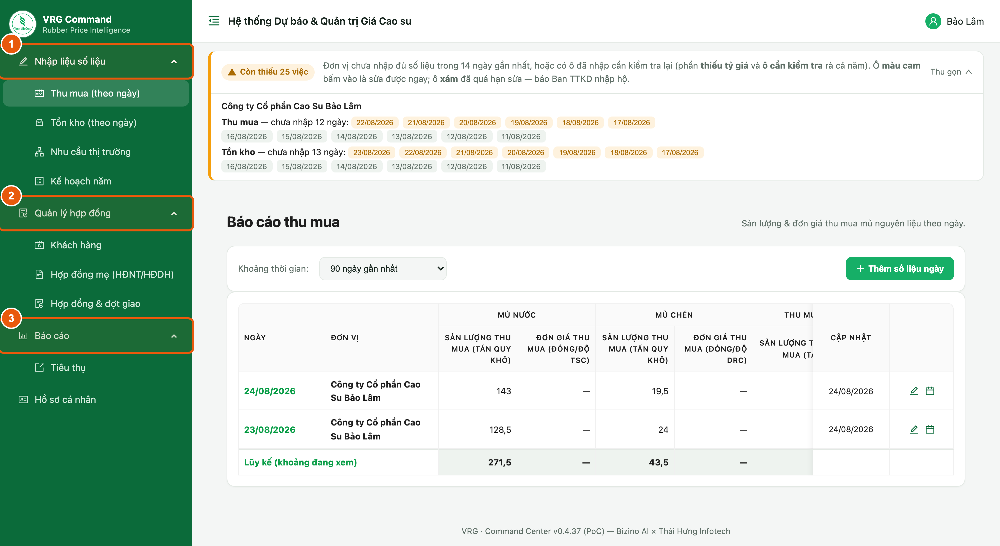 VRG Command
Rubber Price Intelligence
1
Nhập liệu số liệu
Thu mua (theo ngày)
Tồn kho (theo ngày)
Nhu cầu thị trường
Kế hoạch năm
2
Quản lý hợp đồng
Khách hàng
Hợp đồng mẹ (HĐNT/HĐDH)
Hợp đồng & đợt giao
3
Báo cáo
Tiêu thụ
Hồ sơ cá nhân
Hệ thống Dự báo & Quản trị Giá Cao su
Bảo Lâm
Còn thiếu 25 việc
Đơn vị chưa nhập đủ số liệu trong 14 ngày gần nhất, hoặc có ô đã nhập cần kiểm tra lại (phần thiếu tỷ giá và ô cần kiểm tra rà cả năm). Ô màu cam
bấm vào là sửa được ngay; ô xám đã quá hạn sửa — báo Ban TTKD nhập hộ.
Thu gọn
Công ty Cổ phần Cao Su Bảo Lâm
Thu mua — chưa nhập 12 ngày: 22/08/2026 21/08/2026 20/08/2026 19/08/2026 18/08/2026 17/08/2026
16/08/2026 15/08/2026 14/08/2026 13/08/2026 12/08/2026 11/08/2026
Tồn kho — chưa nhập 13 ngày: 23/08/2026 22/08/2026 21/08/2026 20/08/2026 19/08/2026 18/08/2026 17/08/2026
16/08/2026 15/08/2026 14/08/2026 13/08/2026 12/08/2026 11/08/2026
Báo cáo thu mua
Sản lượng & đơn giá thu mua mủ nguyên liệu theo ngày.
Khoảng thời gian: 90 ngày gần nhất
+ Thêm số liệu ngày
NGÀY
ĐƠN VỊ
MỦ NƯỚC
MỦ CHÉN
THU MU
SẢN LƯỢNG THU
MUA (TẤN QUY
KHÔ)
ĐƠN GIÁ THU
MUA (ĐỒNG/ĐỘ
TSC)
SẢN LƯỢNG THU
MUA (TẤN QUY
KHÔ)
ĐƠN GIÁ THU
MUA (ĐỒNG/ĐỘ
DRC)
SẢN LƯỢNG T
MUA (TẤ
CẬP NHẬT
24/08/2026
Công ty Cổ phần Cao
Su Bảo Lâm
143 — 19,5 — 24/08/2026
23/08/2026
Công ty Cổ phần Cao
Su Bảo Lâm
128,5 — 24 — 24/08/2026
Lũy kế (khoảng đang xem) 271,5 — 43,5 —
VRG · Command Center v0.4.37 (PoC) — Bizino AI × Thái Hưng Infotech